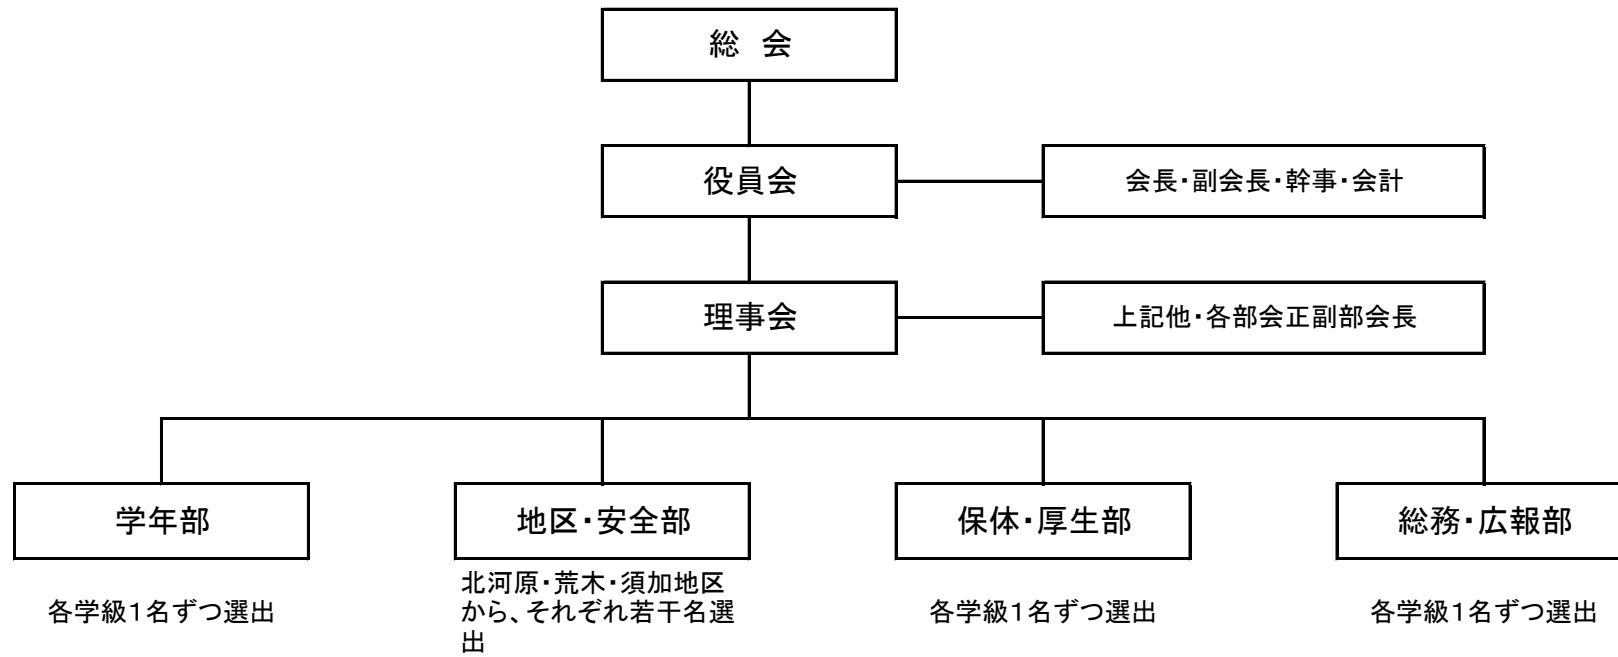 総　会
役員会
会長・副会長・幹事・会計
理事会
上記他・各部会正副部会長
学年部
地区・安全部
保体・厚生部
総務・広報部
各学級1名ずつ選出
北河原・荒木・須加地区
から、それぞれ若干名選
出
各学級1名ずつ選出
各学級1名ずつ選出